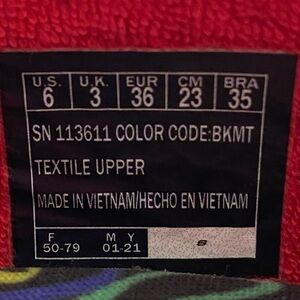 U.S. U.K. EUR CM BRA
6 3 36 23 35
SN 113611 COLOR CODE:BKMT
TEXTILE UPPER
MADE IN VIETNAM/HECHO EN VIETNAM
F M Y
50-79 01-21